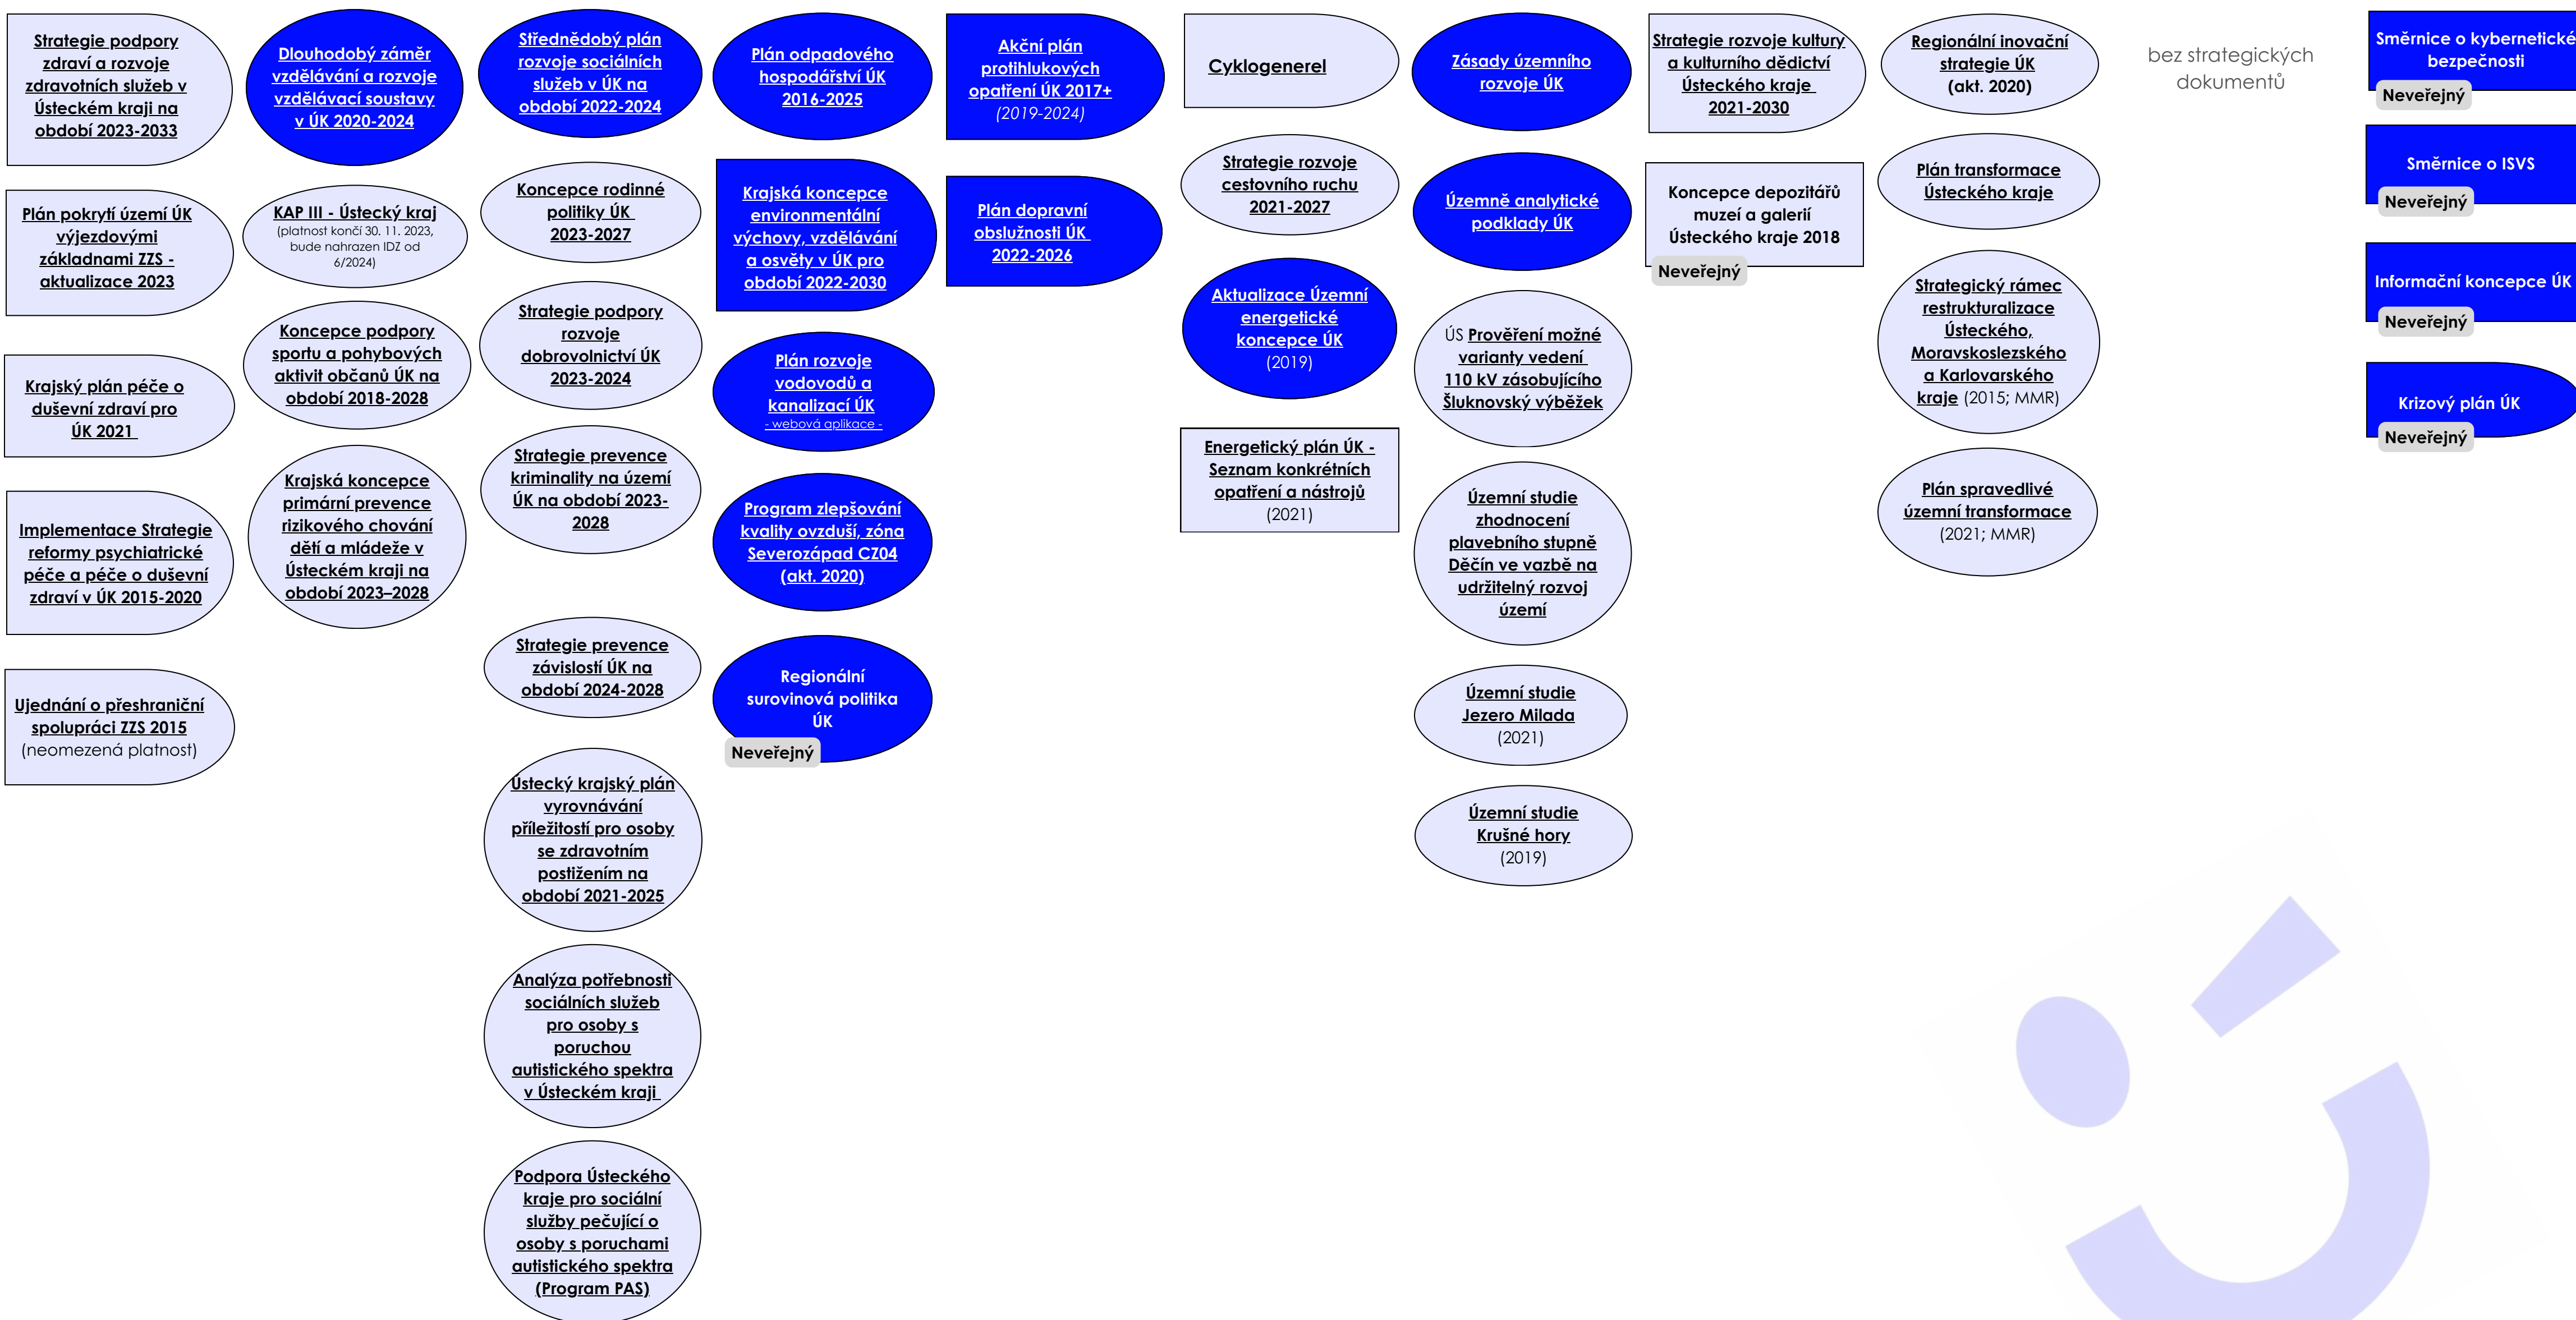 Strategie podpory
zdraví a rozvoje
zdravotních služeb v
Ústeckém kraji na
období 2023-2033
Plán pokrytí území ÚK
výjezdovými
základnami ZZS -
aktualizace 2023
Krajský plán péče o
duševní zdraví pro
ÚK 2021
Implementace Strategie
reformy psychiatrické
péče a péče o duševní
zdraví v ÚK 2015-2020
Ujednání o přeshraniční
spolupráci ZZS 2015
(neomezená platnost)
Dlouhodobý záměr
vzdělávání a rozvoje
vzdělávací soustavy
v ÚK 2020-2024
KAP III - Ústecký kraj
(platnost končí 30. 11. 2023,
bude nahrazen IDZ od
6/2024)
Koncepce podpory
sportu a pohybových
aktivit občanů ÚK na
období 2018-2028
Krajská koncepce
primární prevence
rizikového chování
dětí a mládeže v
Ústeckém kraji na
období 2023–2028
Střednědobý plán
rozvoje sociálních
služeb v ÚK na
období 2022-2024
Koncepce rodinné
politiky ÚK
2023-2027
Strategie podpory
rozvoje
dobrovolnictví ÚK
2023-2024
Strategie prevence
kriminality na území
ÚK na období 2023-
2028
Strategie prevence
závislostí ÚK na
období 2024-2028
Ústecký krajský plán
vyrovnávání
příležitostí pro osoby
se zdravotním
postižením na
období 2021-2025
Analýza potřebnosti
sociálních služeb
pro osoby s
poruchou
autistického spektra
v Ústeckém kraji
Podpora Ústeckého
kraje pro sociální
služby pečující o
osoby s poruchami
autistického spektra
(Program PAS)
Plán odpadového
hospodářství ÚK
2016-2025
Krajská koncepce
environmentální
výchovy, vzdělávání
a osvěty v ÚK pro
období 2022-2030
Plán rozvoje
vodovodů a
kanalizací ÚK
- webová aplikace -
Program zlepšování
kvality ovzduší, zóna
Severozápad CZ04
(akt. 2020)
Regionální
surovinová politika
ÚK
Neveřejný
Akční plán
protihlukových
opatření ÚK 2017+
(2019-2024)
Plán dopravní
obslužnosti ÚK
2022-2026
Cyklogenerel
Strategie rozvoje
cestovního ruchu
2021-2027
Aktualizace Územní
energetické
koncepce ÚK
(2019)
Energetický plán ÚK -
Seznam konkrétních
opatření a nástrojů
(2021)
Zásady územního
rozvoje ÚK
Územně analytické
podklady ÚK
ÚS Prověření možné
varianty vedení
110 kV zásobujícího
Šluknovský výběžek
Územní studie
zhodnocení
plavebního stupně
Děčín ve vazbě na
udržitelný rozvoj
území
Územní studie
Jezero Milada
(2021)
Územní studie
Krušné hory
(2019)
Strategie rozvoje kultury
a kulturního dědictví
Ústeckého kraje
2021-2030
Koncepce depozitářů
muzeí a galerií
Ústeckého kraje 2018
Neveřejný
Regionální inovační
strategie ÚK
(akt. 2020)
Plán transformace
Ústeckého kraje
Strategický rámec
restrukturalizace
Ústeckého,
Moravskoslezského
a Karlovarského
kraje (2015; MMR)
Plán spravedlivé
územní transformace
(2021; MMR)
bez strategických
dokumentů
Směrnice o kybernetické
bezpečnosti
Neveřejný
Směrnice o ISVS
Neveřejný
Informační koncepce ÚK
Neveřejný
Krizový plán ÚK
Neveřejný